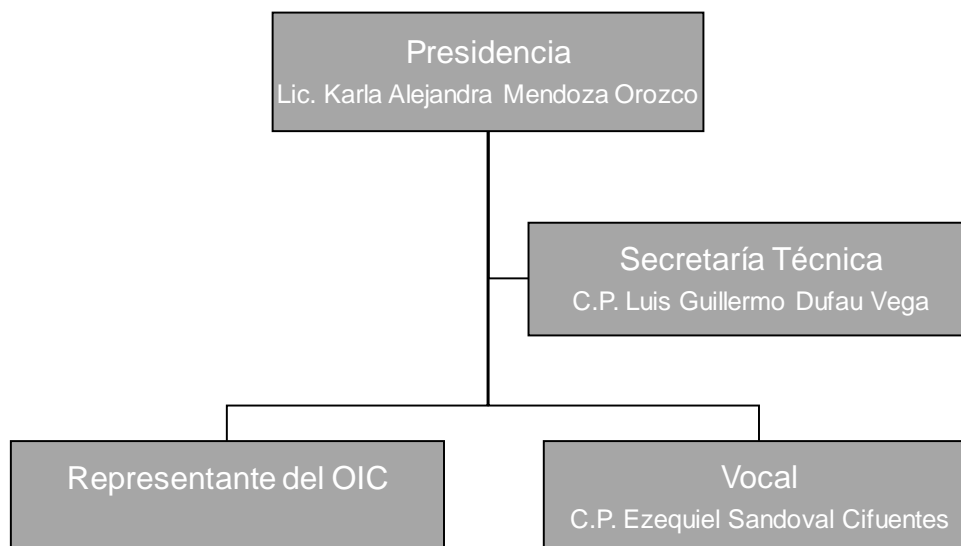 Presidencia
Lic. Karla Alejandra Mendoza Orozco
Secretaría Técnica
C.P. Luis Guillermo Dufau Vega
Representante del OIC
Vocal
C.P. Ezequiel Sandoval Cifuentes